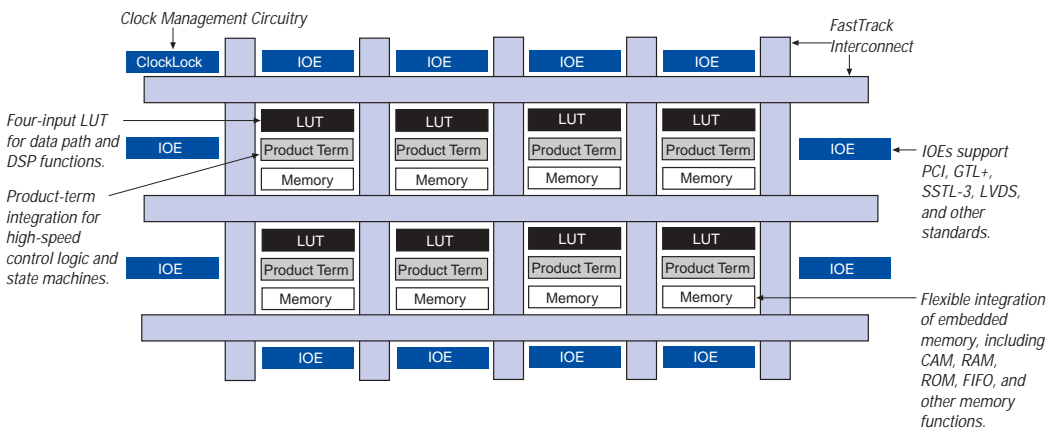 Clock Management Circuitry
FastTrack
Interconnect
ClockLock
IOE
IOE
IOE
IOE
Four-input LUT
for data path and
DSP functions.
LUT
LUT
LUT
LUT
IOE
Product Term
Product Term
Product Term
Product Term
IOE
IOEs support
PCI, GTL+,
SSTL-3, LVDS,
and other
standards.
Memory
Memory
Memory
Memory
Product-term
integration for
high-speed
control logic and
state machines.
LUT
LUT
LUT
LUT
IOE
Product Term
Product Term
Product Term
Product Term
IOE
Memory
Memory
Memory
Memory
Flexible integration
of embedded
memory, including
CAM, RAM,
ROM, FIFO, and
other memory
functions.
IOE
IOE
IOE
IOE